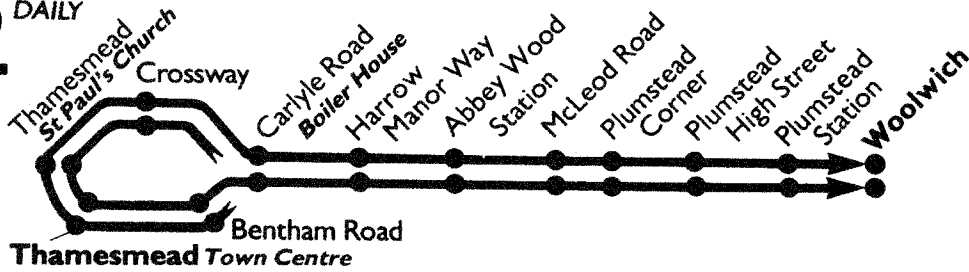 DAILY
Thamesmead
St Paul's Church
Crossway
Carlyle Road
Boiler House
Harrow
Manor Way
Abbey Wood
Station
McLeod Road
Plumstead
Corner
Plumstead
High Street
Plumstead
Station
Woolwich
Bentham Road
Thamesmead Town Centre